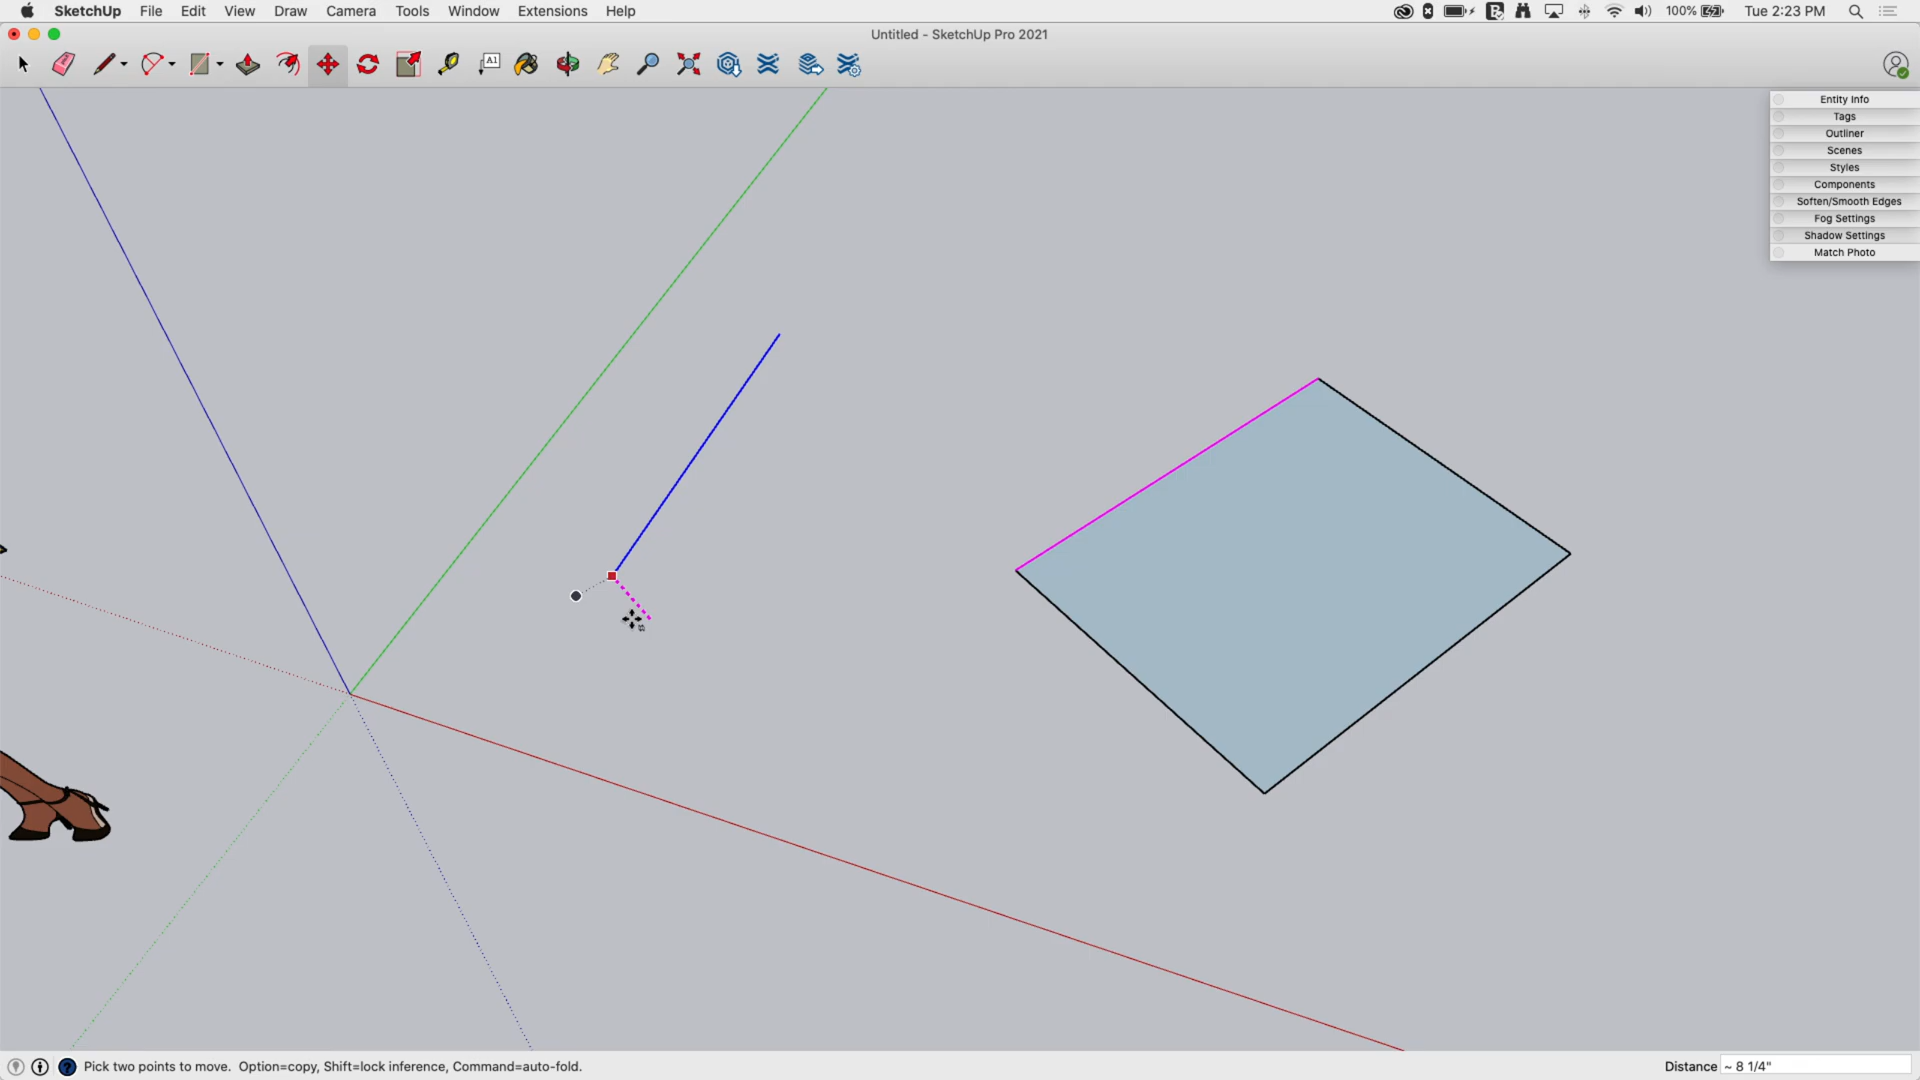 SketchUp File Edit View Draw Camera Tools Window Extensions Help 100% Tue 2:23 PM
Untitled - SketchUp Pro 2021
A1
Entity Info
Tags
Outliner
Scenes
Styles
Components
Soften/Smooth Edges
Fog Settings
Shadow Settings
Match Photo
Pick two points to move. Option=copy, Shift=lock inference, Command=auto-fold. Distance ~ 8 1/4"